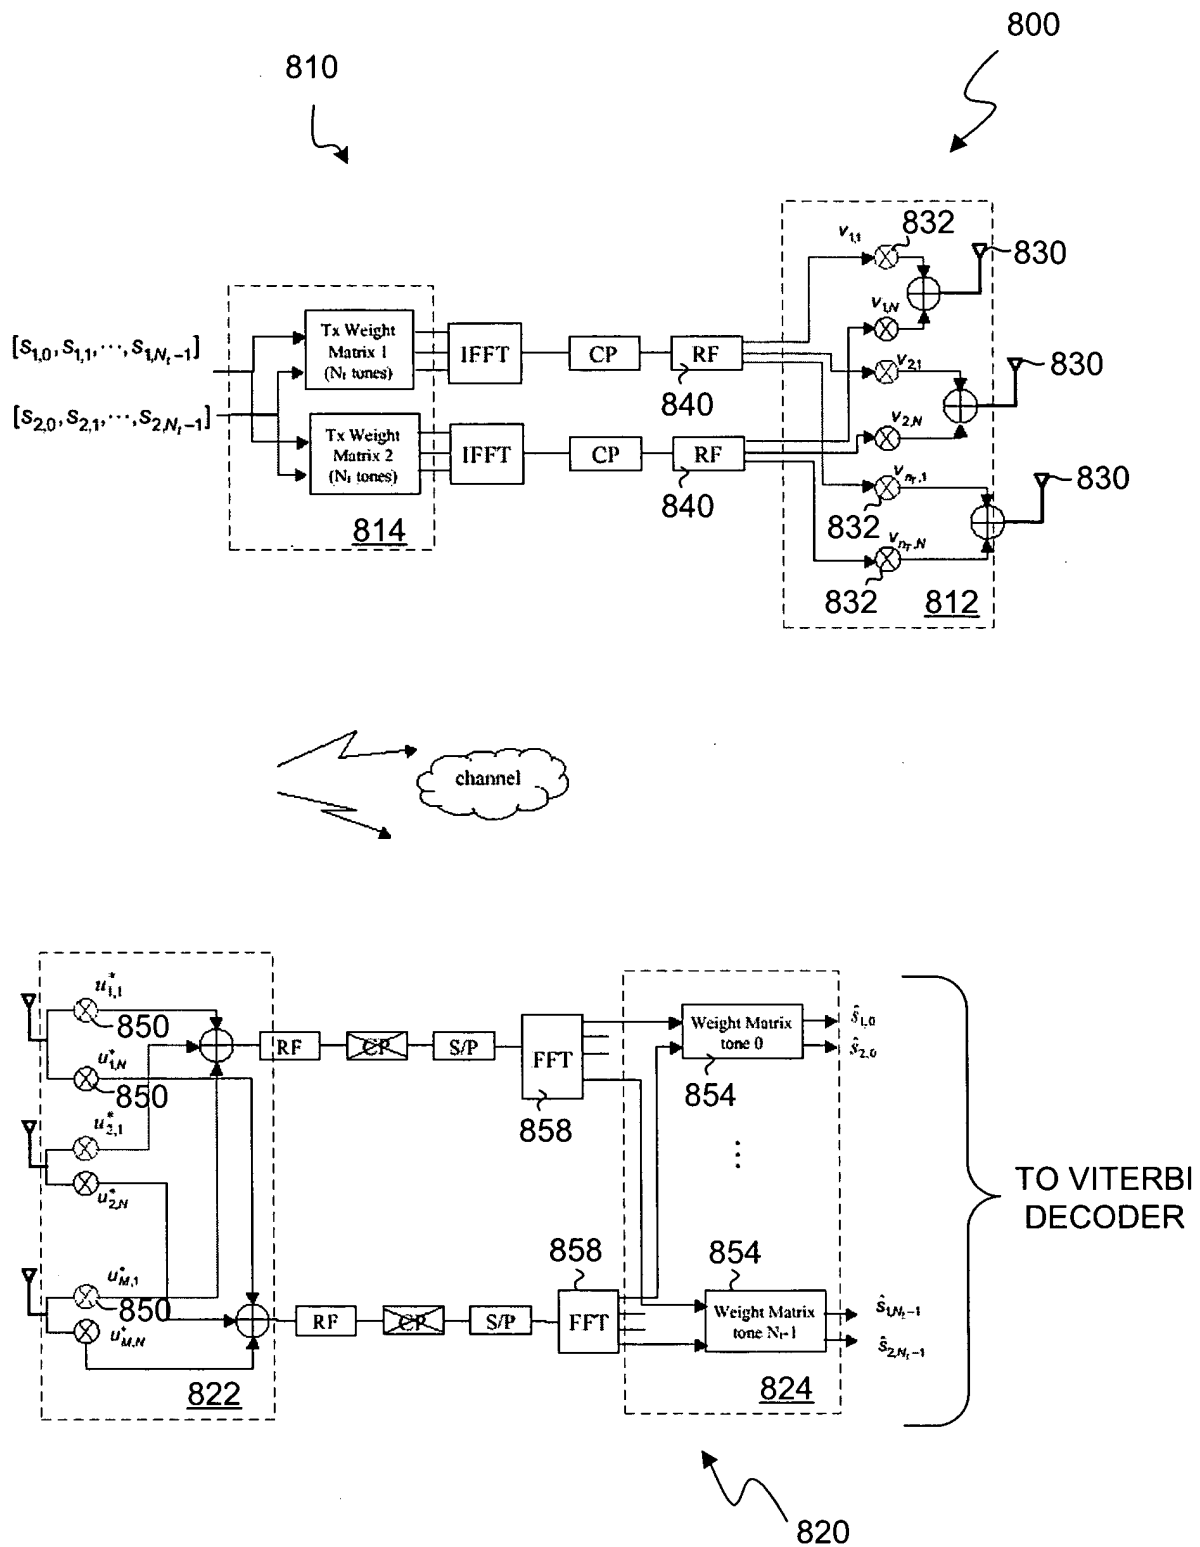 800
810
832
v1,1
830
v1,N
[s1,0, s1,1, ···, s1,Nt−1]
Tx Weight
Matrix 1
(Nt tones)
IFFT
CP
RF
840
v2,1
830
[s2,0, s2,1, ···, s2,Nt−1]
Tx Weight
Matrix 2
(Nt tones)
IFFT
CP
RF
840
v2,N
vnT,1
830
832
814
vnT,N
832
812
channel
u*1,1
850
u*1,N
850
RF
CP
S/P
FFT
858
Weight Matrix
tone 0
854
ŝ1,0
ŝ2,0
u*2,1
u*2,N
⋮
TO VITERBI
DECODER
858
854
u*M,1
850
u*M,N
RF
CP
S/P
FFT
Weight Matrix
tone Nt-1
ŝ1,Nt−1
ŝ2,Nt−1
822
824
820